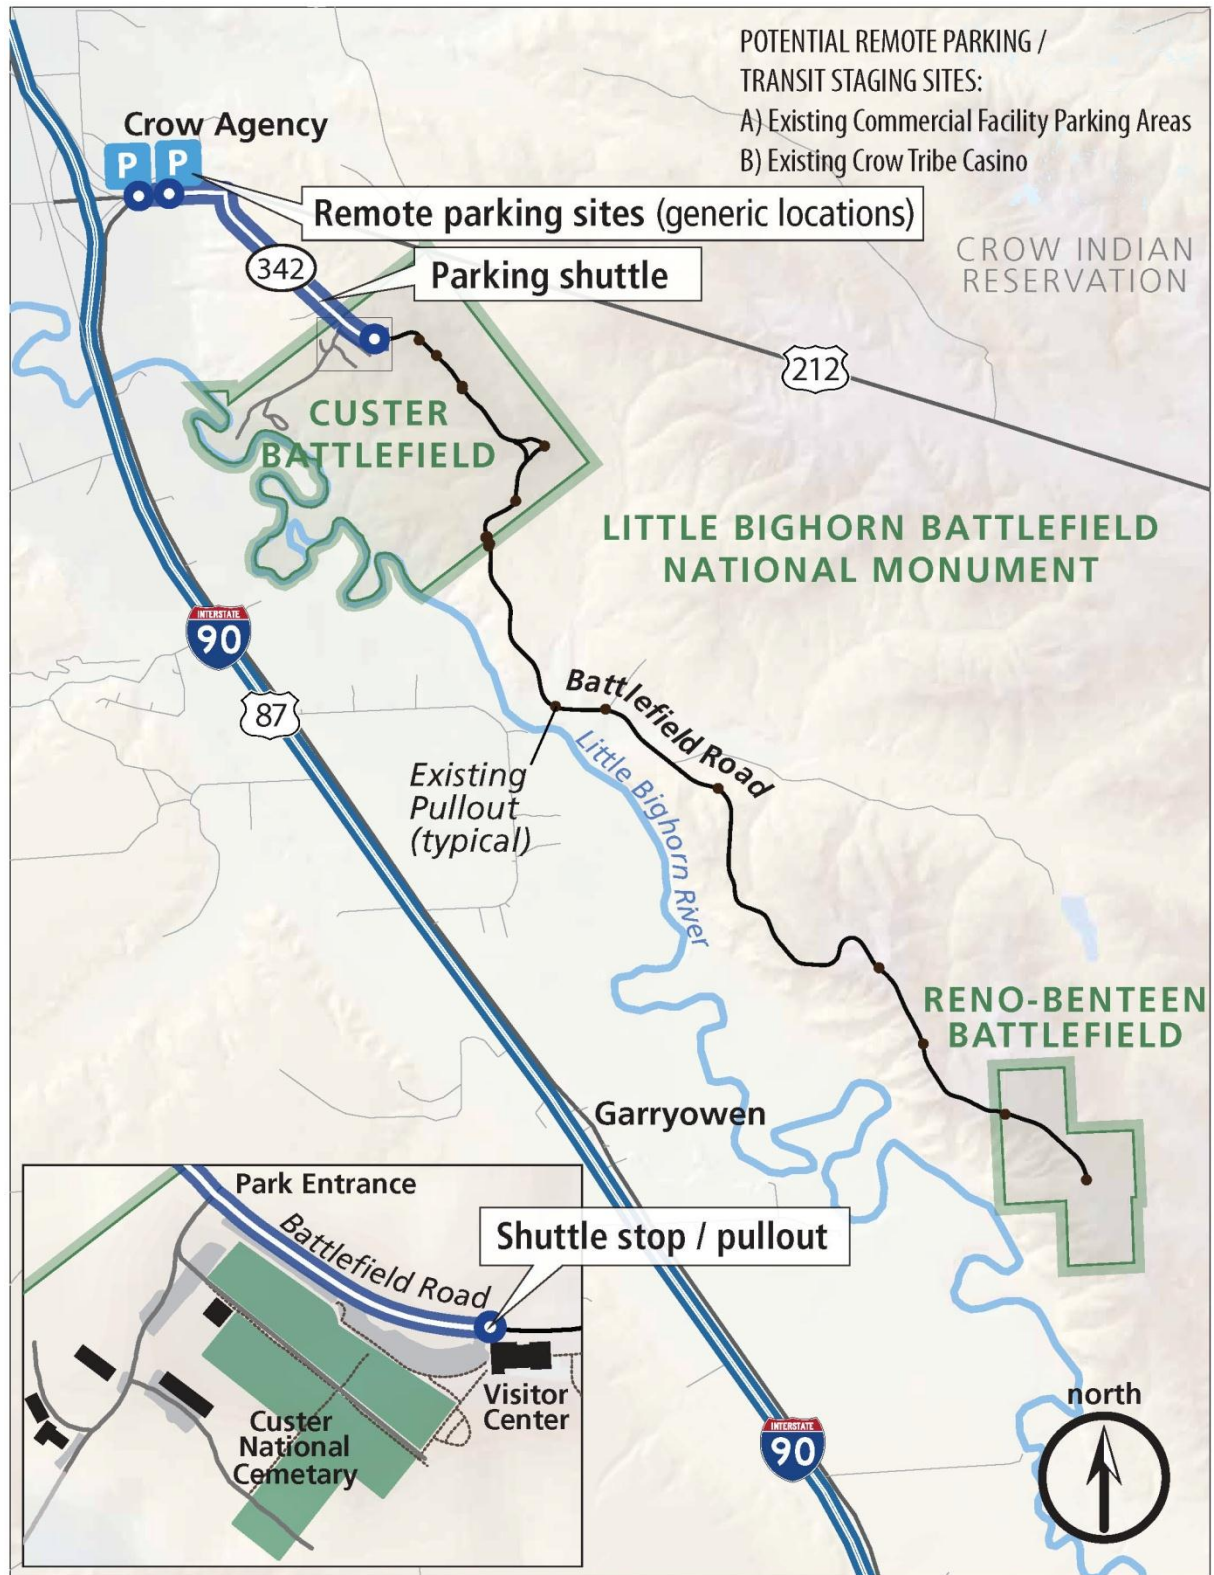 POTENTIAL REMOTE PARKING /
TRANSIT STAGING SITES:
A) Existing Commercial Facility Parking Areas
B) Existing Crow Tribe Casino
Crow Agency
P P
Remote parking sites (generic locations)
CROW INDIAN
RESERVATION
342
Parking shuttle
212
CUSTER
BATTLEFIELD
LITTLE BIGHORN BATTLEFIELD
NATIONAL MONUMENT
INTERSTATE
90
87
Battlefield Road
Existing
Pullout
(typical)
Little Bighorn River
RENO-BENTEEN
BATTLEFIELD
Garryowen
Park Entrance
Battlefield Road
Shuttle stop / pullout
Visitor
Center
Custer
National
Cemetary
INTERSTATE
90
north